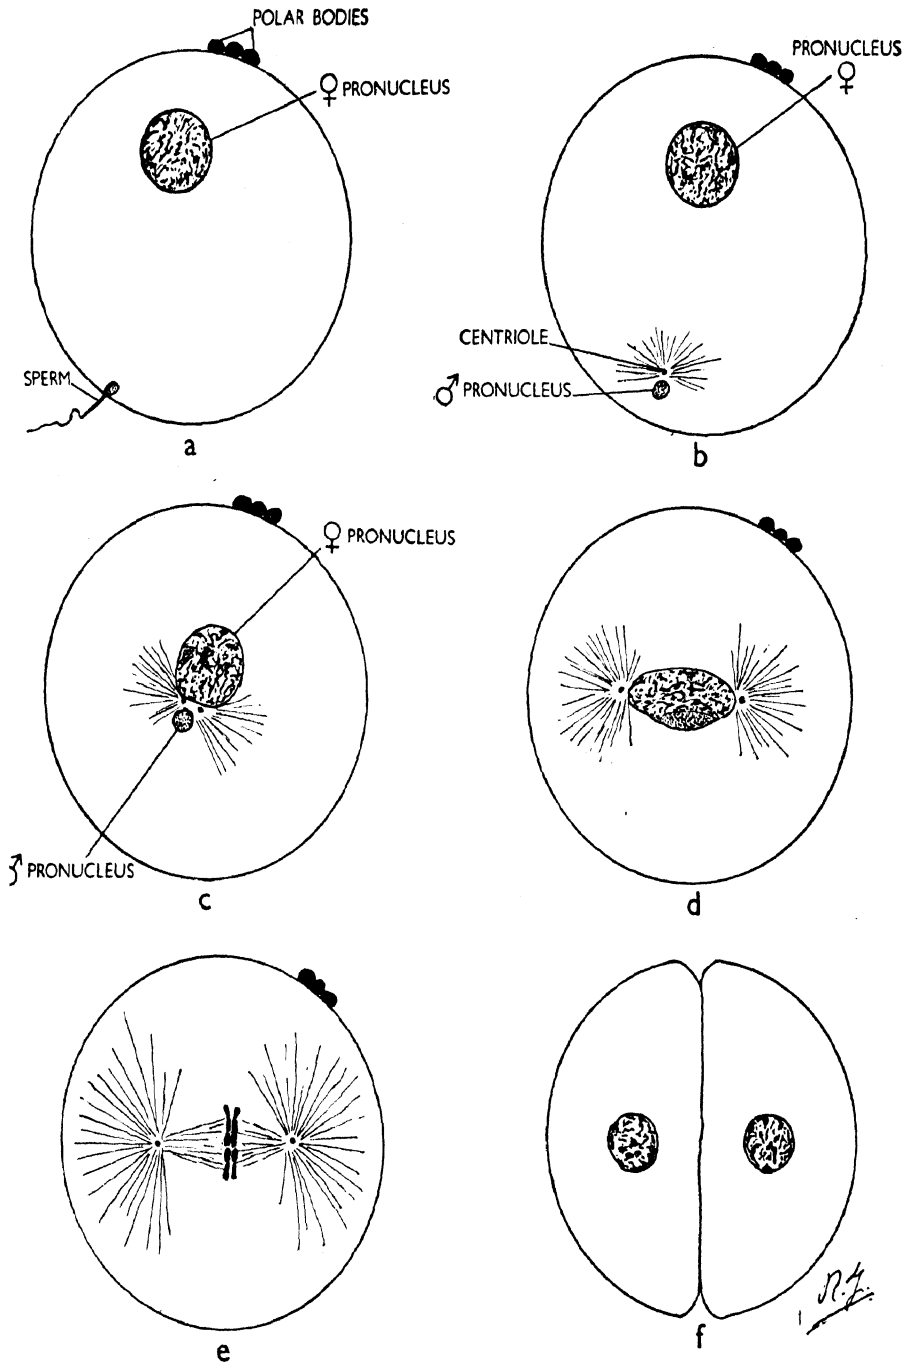 POLAR BODIES
♀ PRONUCLEUS
SPERM
a
PRONUCLEUS
♀
CENTRIOLE
♂ PRONUCLEUS
b
♀ PRONUCLEUS
♂ PRONUCLEUS
c
d
e
f